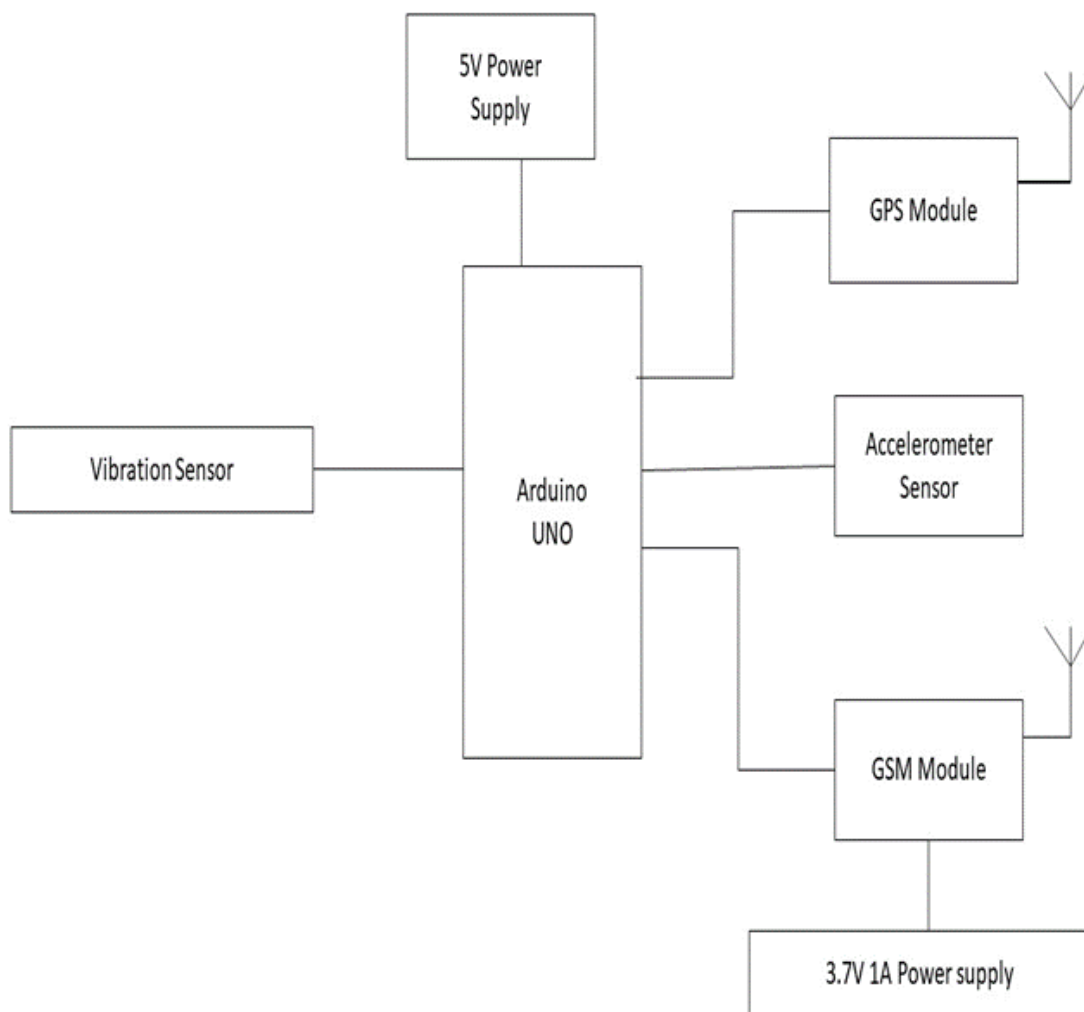 5V Power
Supply
GPS Module
Accelerometer
Sensor
Vibration Sensor
Arduino
UNO
GSM Module
3.7V 1A Power supply